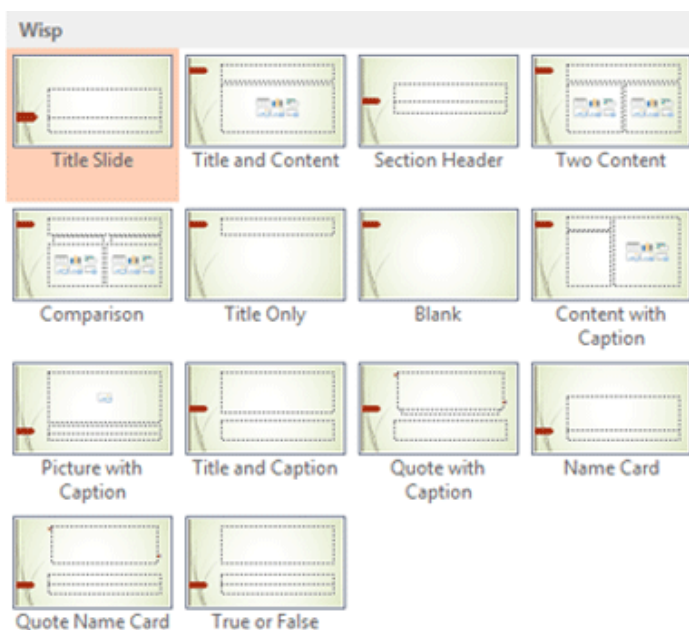 Wisp
Title Slide
Title and Content
Section Header
Two Content
Comparison
Title Only
Blank
Content with
Caption
Picture with
Caption
Title and Caption
Quote with
Caption
Name Card
Quote Name Card
True or False